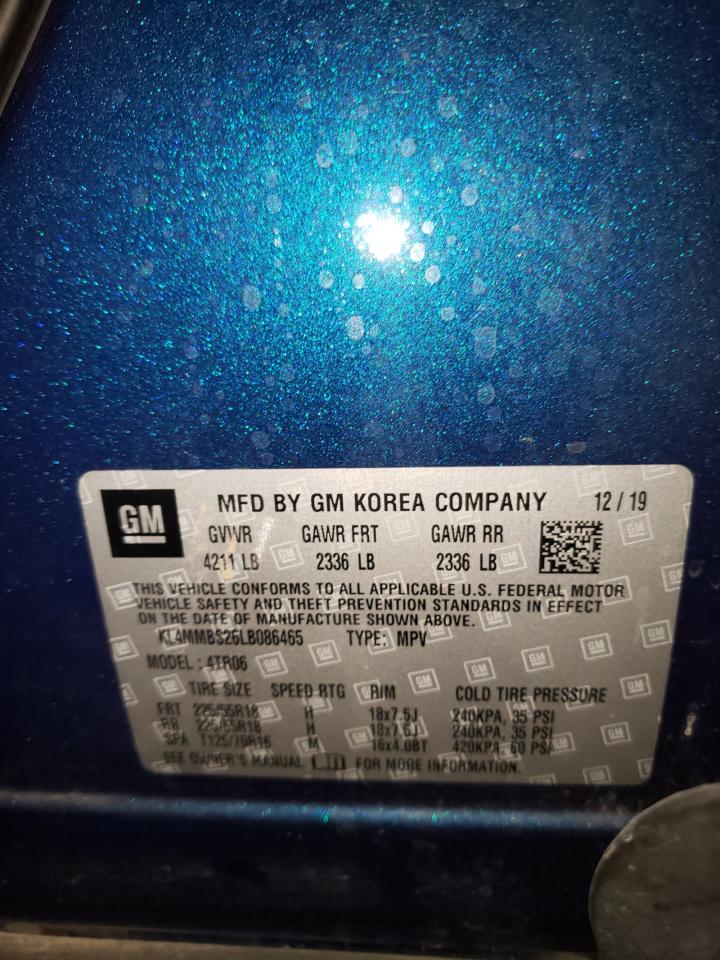 GM
MFD BY GM KOREA COMPANY 12 / 19
GVWR GAWR FRT GAWR RR
4211 LB 2336 LB 2336 LB
THIS VEHICLE CONFORMS TO ALL APPLICABLE U.S. FEDERAL MOTOR
VEHICLE SAFETY AND THEFT PREVENTION STANDARDS IN EFFECT
ON THE DATE OF MANUFACTURE SHOWN ABOVE.
KL4MMBS26LB086465 TYPE: MPV
MODEL : 4TR06
TIRE SIZE SPEED RTG RIM COLD TIRE PRESSURE
FRT 225/55R18 H 18x7.5J 240KPA, 35 PSI
RR 225/55R18 H 18x7.5J 240KPA, 35 PSI
SPA T125/70R16 M 16x4.0BT 420KPA, 60 PSI
SEE OWNER'S MANUAL FOR MORE INFORMATION.